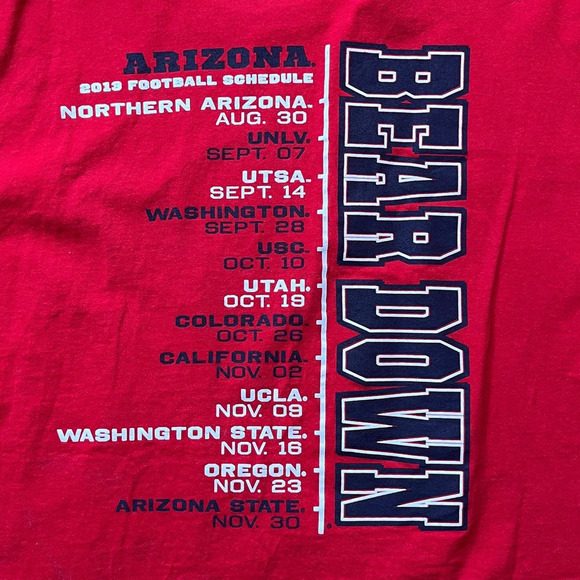 ARIZONA®
2013 FOOTBALL SCHEDULE
NORTHERN ARIZONA.
AUG. 30
UNLV.
SEPT. 07
UTSA.
SEPT. 14
WASHINGTON.
SEPT. 28
USC.
OCT. 10
UTAH.
OCT. 19
COLORADO.
OCT. 26
CALIFORNIA.
NOV. 02
UCLA.
NOV. 09
WASHINGTON STATE.
NOV. 16
OREGON.
NOV. 23
ARIZONA STATE.
NOV. 30
BEAR DOWN®